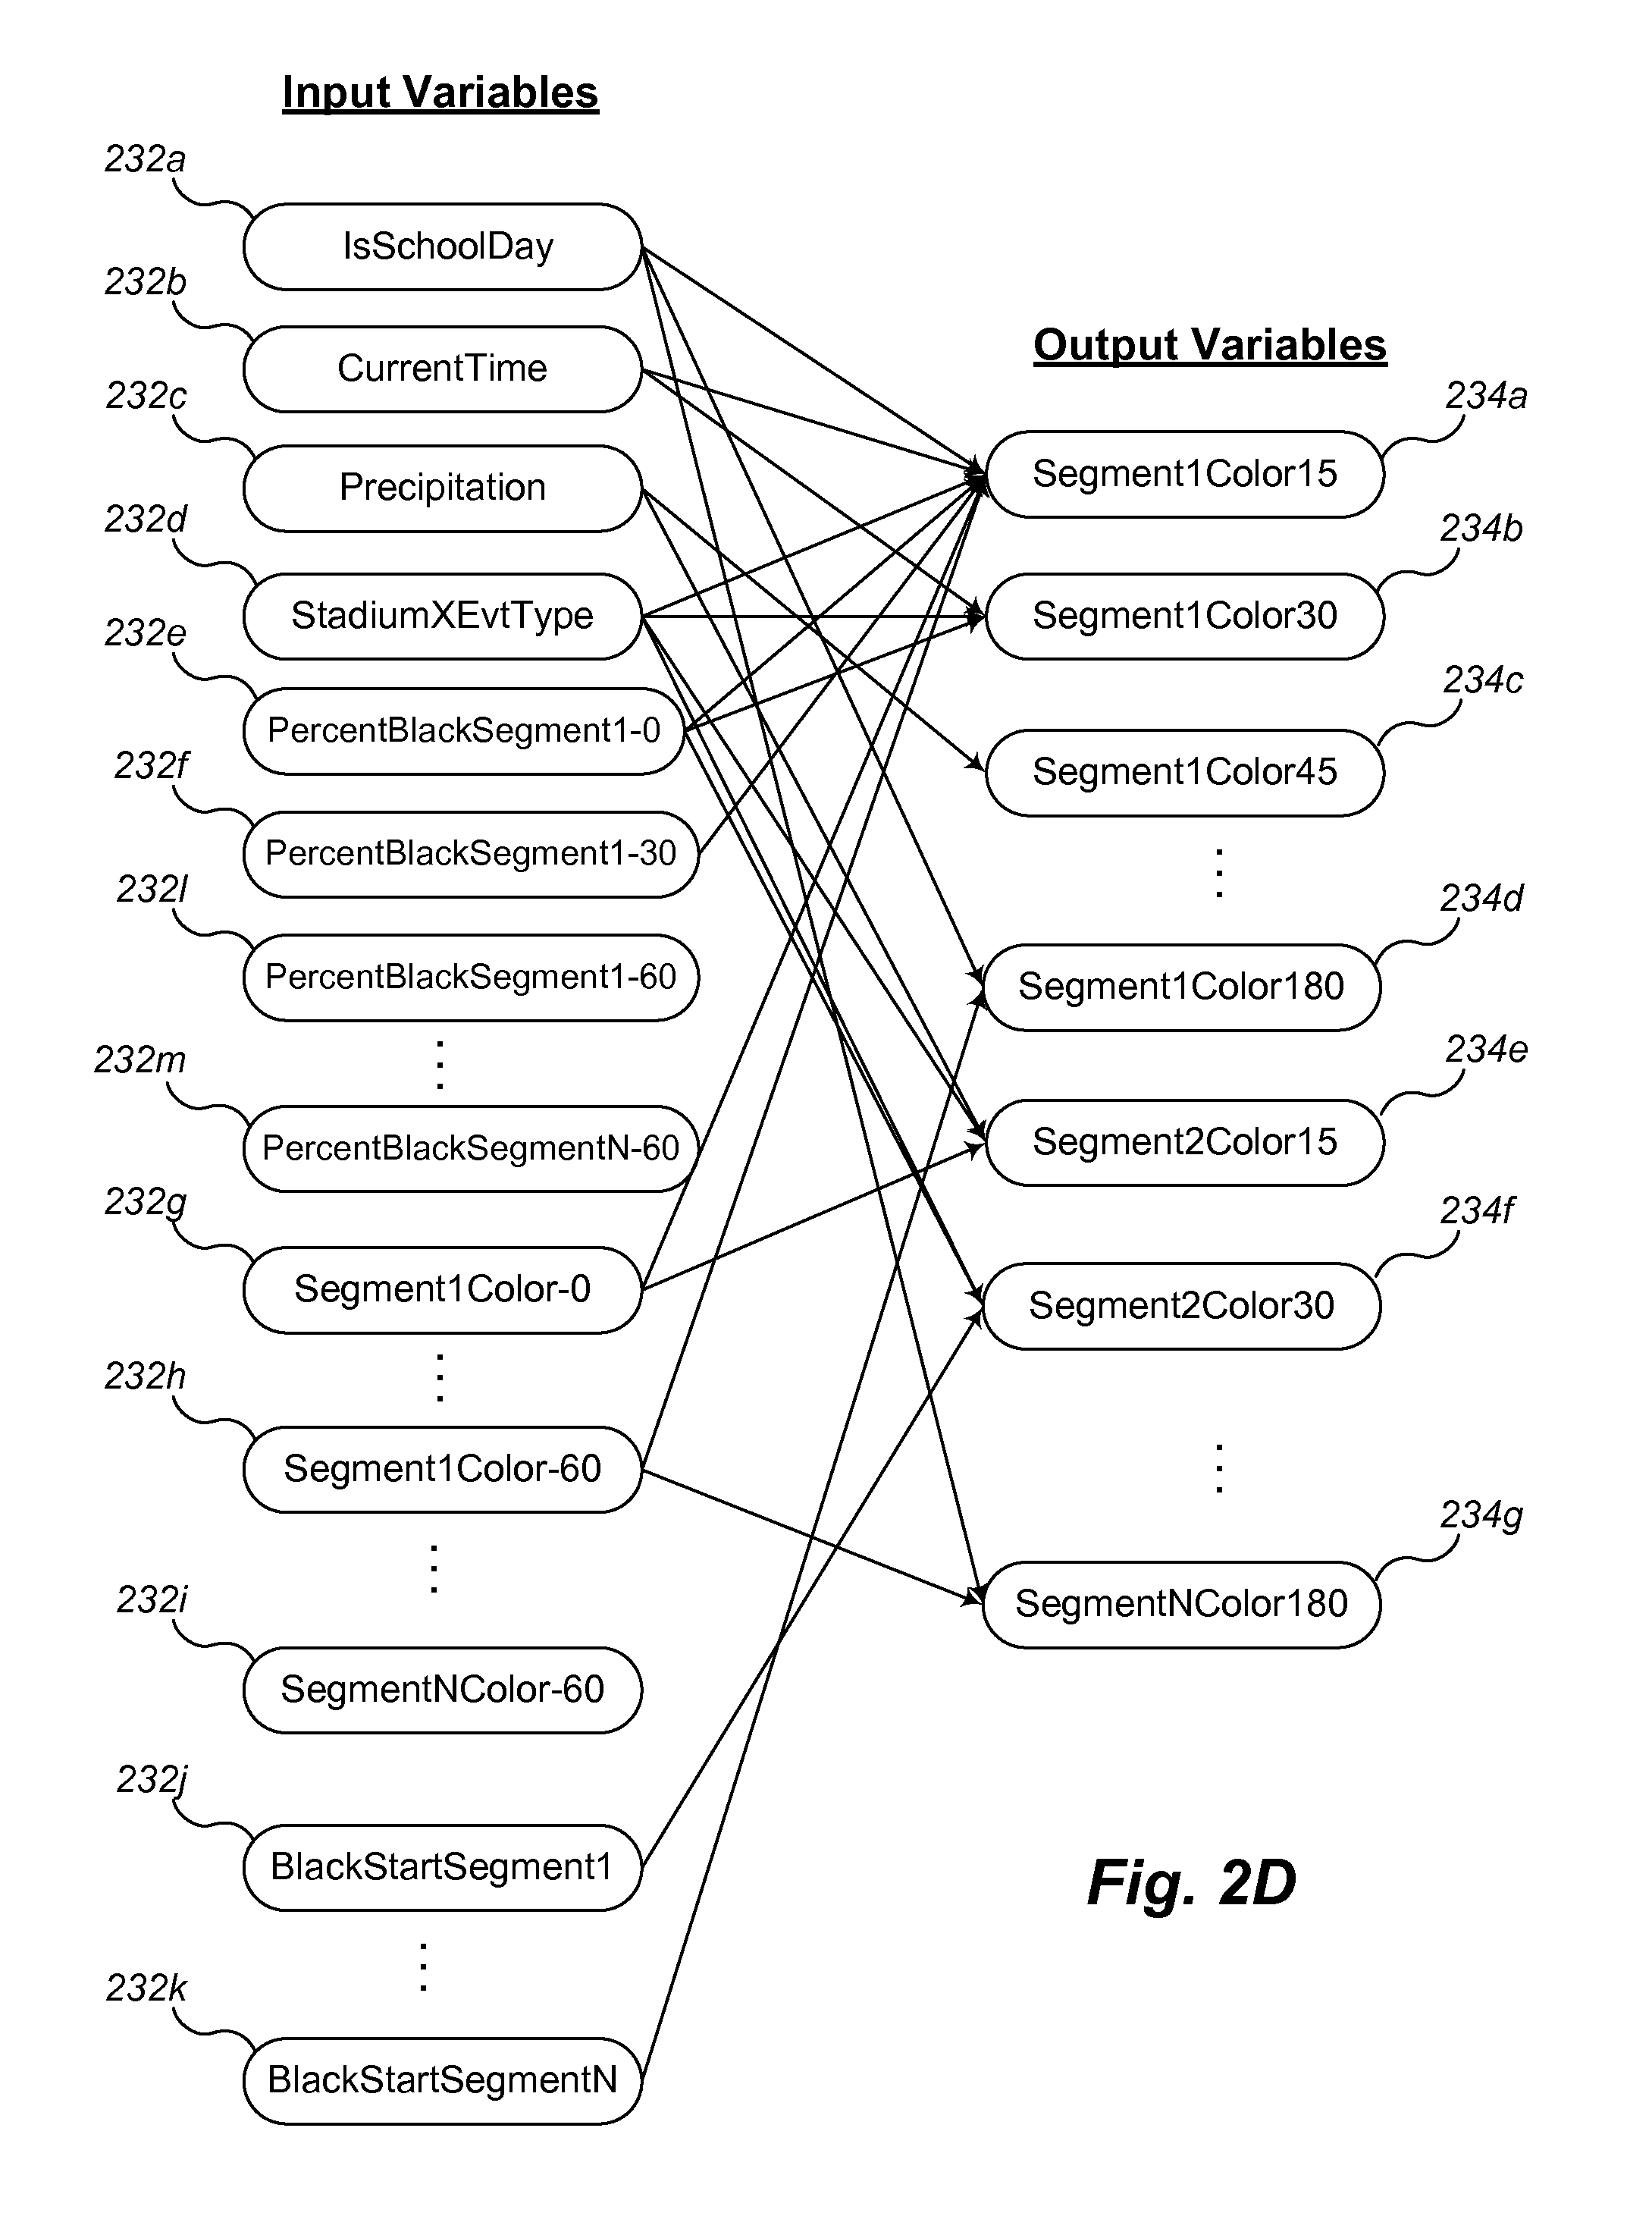 Input Variables
232a
IsSchoolDay
232b
CurrentTime
232c
Precipitation
232d
StadiumXEvtType
232e
PercentBlackSegment1-0
232f
PercentBlackSegment1-30
232l
PercentBlackSegment1-60
232m
PercentBlackSegmentN-60
232g
Segment1Color-0
232h
Segment1Color-60
232i
SegmentNColor-60
232j
BlackStartSegment1
232k
BlackStartSegmentN
Output Variables
234a
Segment1Color15
234b
Segment1Color30
234c
Segment1Color45
234d
Segment1Color180
234e
Segment2Color15
234f
Segment2Color30
234g
SegmentNColor180
Fig. 2D